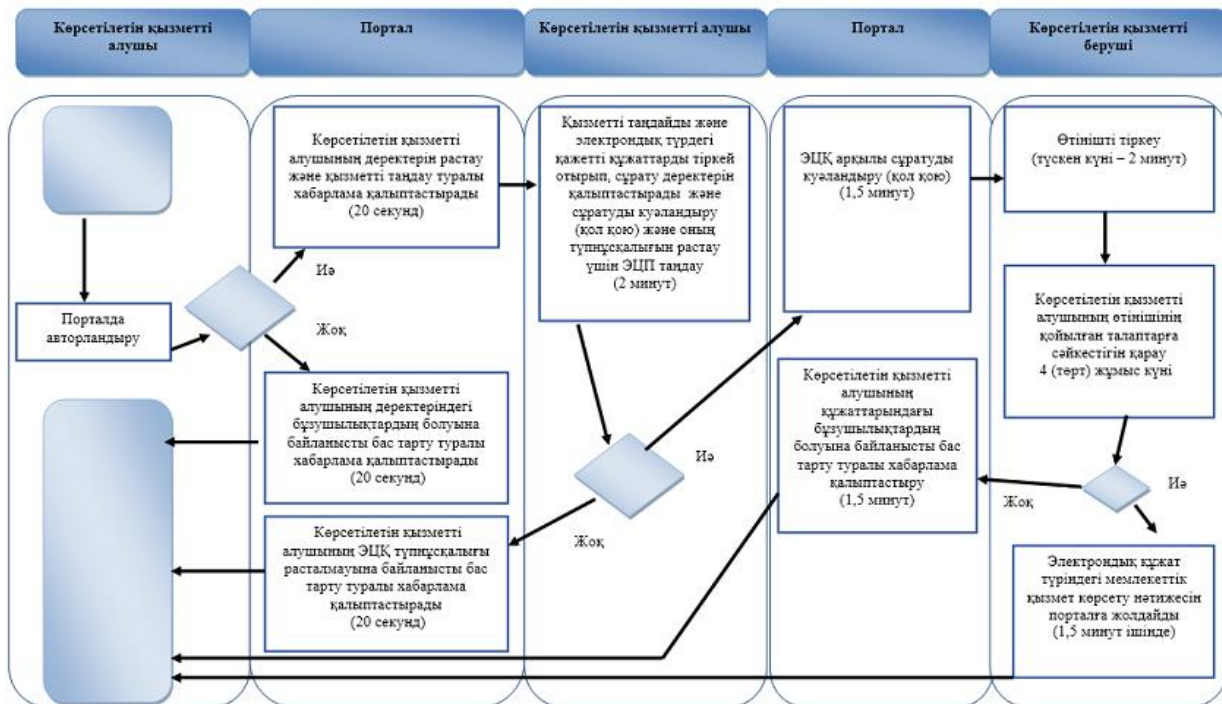 Көрсетілетін қызметті
алушы
Портал
Көрсетілетін қызметті алушы
Портал
Көрсетілетін қызметті
беруші
Порталда
авторландыру
Көрсетілетін қызметті
алушының деректерін растау
және қызметті таңдау туралы
хабарлама қалыптастырады
(20 секунд)
Иә
Жоқ
Көрсетілетін қызметті
алушының деректеріндегі
бұзушылықтардың болуына
байланысты бас тарту туралы
хабарлама қалыптастырады
(20 секунд)
Көрсетілетін қызметті
алушының ЭЦҚ түпнұсқалығы
расталмауына байланысты бас
тарту туралы хабарлама
қалыптастырады
(20 секунд)
Қызметті таңдайды және
электрондық түрдегі
қажетті құжаттарды тіркей
отырып, сұрату деректерін
қалыптастырады және
сұратуды куәландыру
(қол қою) және оның
түпнұсқалығын растау
үшін ЭЦП таңдау
(2 минут)
Иә
Жоқ
ЭЦҚ арқылы сұратуды
куәландыру (қол қою)
(1,5 минут)
Көрсетілетін қызметті
алушының
құжаттарындағы
бұзушылықтардың
болуына байланысты бас
тарту туралы хабарлама
қалыптастыру
(1,5 минут)
Өтінішті тіркеу
(түскен күні – 2 минут)
Көрсетілетін қызметті
алушының өтінішінің
қойылған талаптарға
сәйкестігін қарау
4 (төрт) жұмыс күні
Иә
Жоқ
Электрондық құжат
түріндегі мемлекеттік
қызмет көрсету нәтижесін
порталға жолдайды
(1,5 минут ішінде)